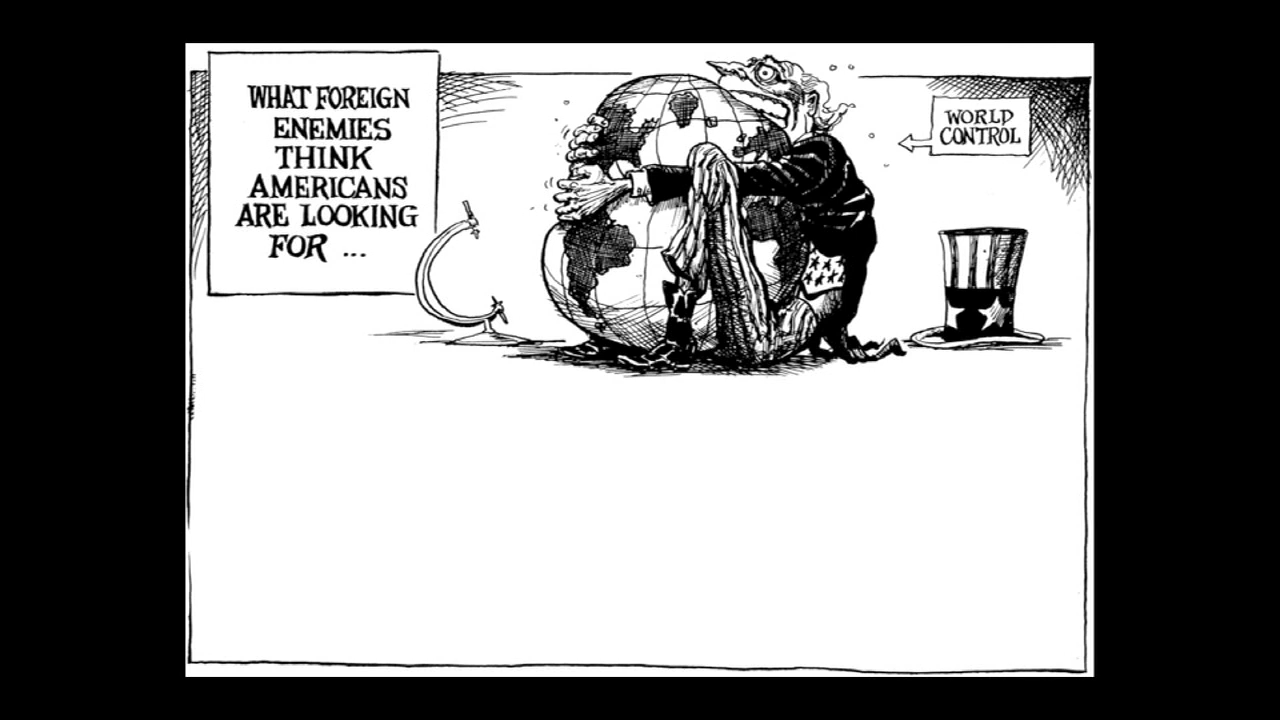 WHAT FOREIGN
ENEMIES
THINK
AMERICANS
ARE LOOKING
FOR ...
WORLD
CONTROL